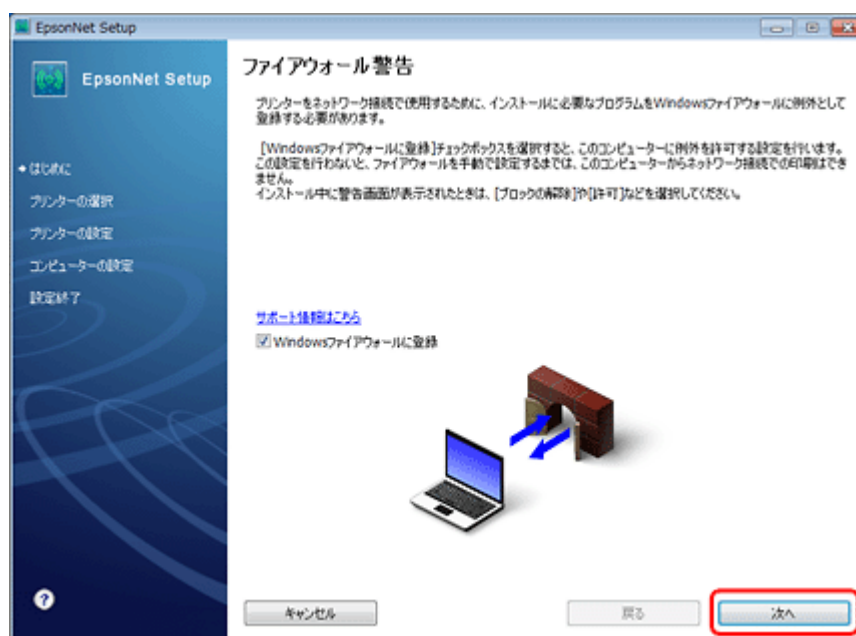 EpsonNet Setup
EpsonNet Setup
はじめに
プリンターの選択
プリンターの設定
コンピューターの設定
設定終了
ファイアウォール警告
プリンターをネットワーク接続で使用するために、インストールに必要なプログラムをWindowsファイアウォールに例外として
登録する必要があります。
[Windowsファイアウォールに登録]チェックボックスを選択すると、このコンピューターに例外を許可する設定を行います。
この設定を行わないと、ファイアウォールを手動で設定するまでは、このコンピューターからネットワーク接続での印刷はでき
ません。
インストール中に警告画面が表示されたときは、[ブロックの解除]や[許可]などを選択してください。
サポート情報はこちら
Windowsファイアウォールに登録
?
キャンセル
戻る
次へ